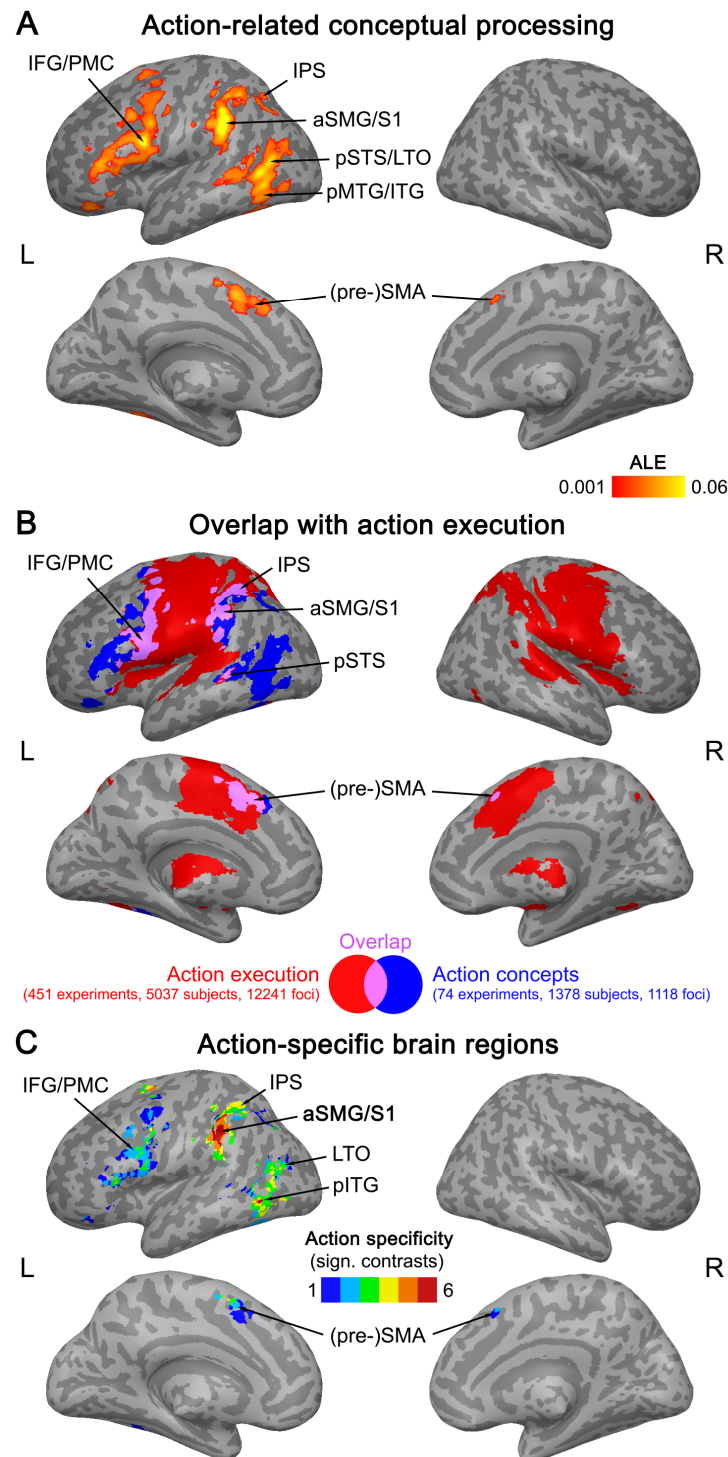 A Action-related conceptual processing
IFG/PMC
IPS
aSMG/S1
pSTS/LTO
pMTG/ITG
L
R
(pre-)SMA
ALE
0.001 0.06
B Overlap with action execution
IFG/PMC
IPS
aSMG/S1
pSTS
L
R
(pre-)SMA
Overlap
Action execution
(451 experiments, 5037 subjects, 12241 foci)
Action concepts
(74 experiments, 1378 subjects, 1118 foci)
C Action-specific brain regions
IFG/PMC
IPS
aSMG/S1
LTO
pITG
Action specificity
(sign. contrasts)
1 6
L
R
(pre-)SMA